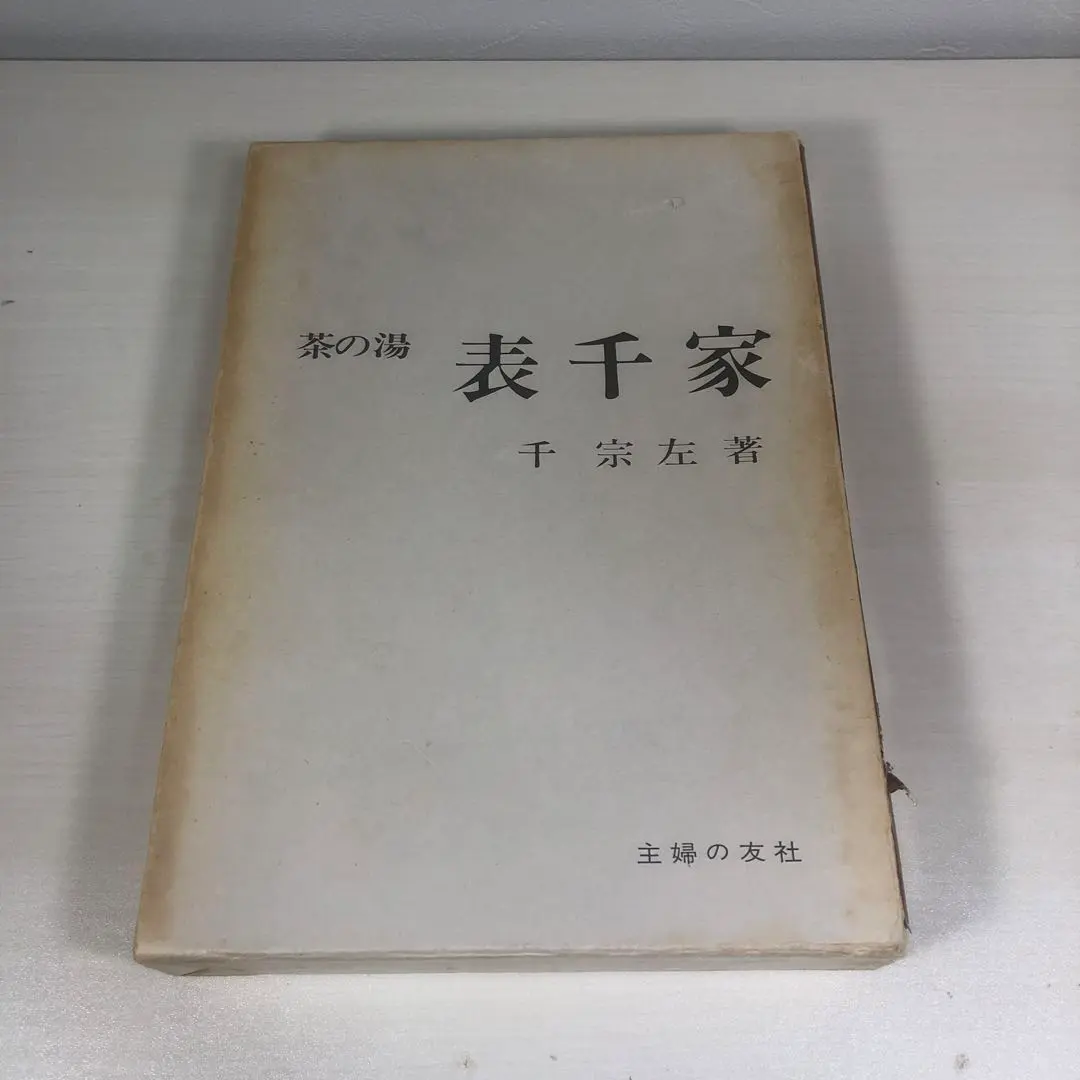 茶の湯 表千家
千宗左著
主婦の友社